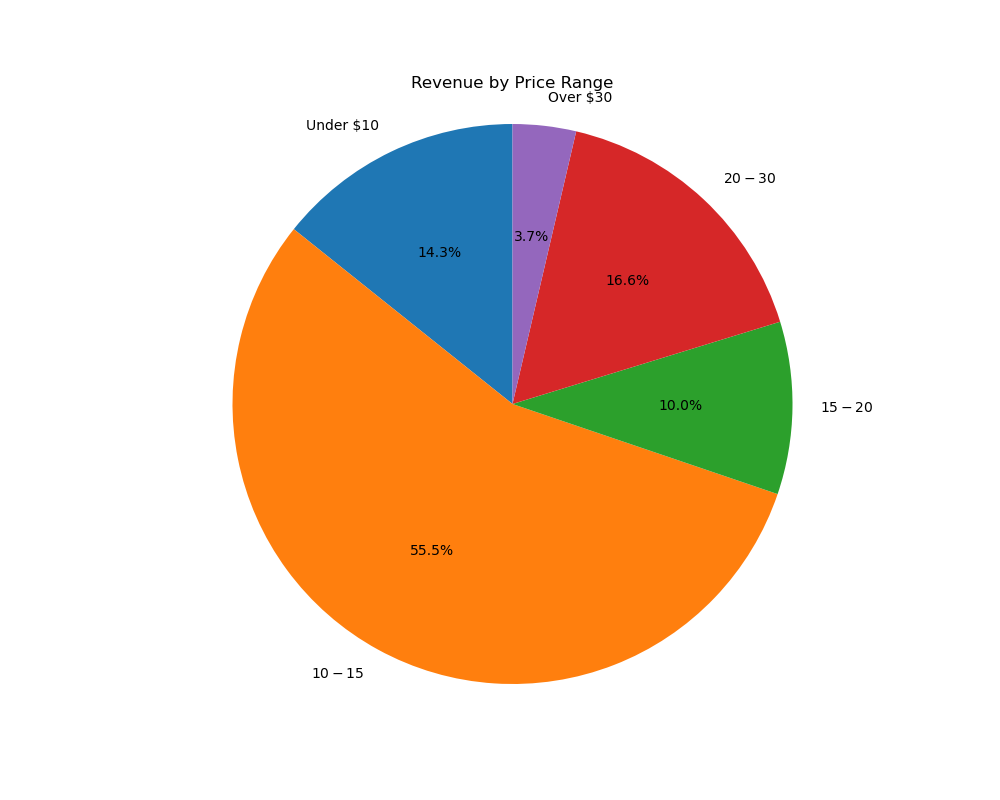 Revenue by Price Range
Over $30
Under $10
20 − 30
3.7%
14.3%
16.6%
10.0%
15 − 20
55.5%
10 − 15